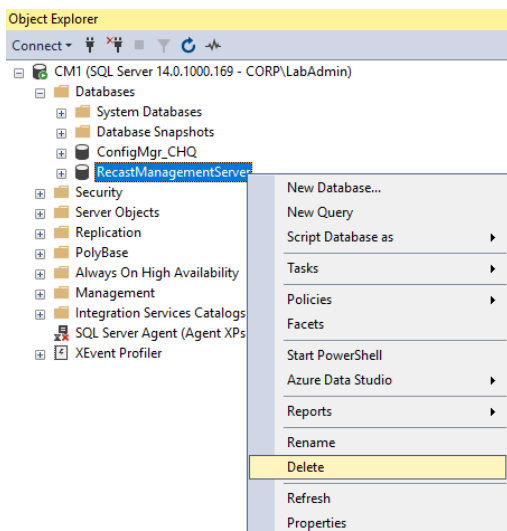 Object Explorer
Connect
CM1 (SQL Server 14.0.1000.169 - CORP\LabAdmin)
Databases
System Databases
Database Snapshots
ConfigMgr_CHQ
RecastManagementServer
Security
Server Objects
Replication
PolyBase
Always On High Availability
Management
Integration Services Catalogs
SQL Server Agent (Agent XPs
XEvent Profiler
New Database...
New Query
Script Database as
Tasks
Policies
Facets
Start PowerShell
Azure Data Studio
Reports
Rename
Delete
Refresh
Properties